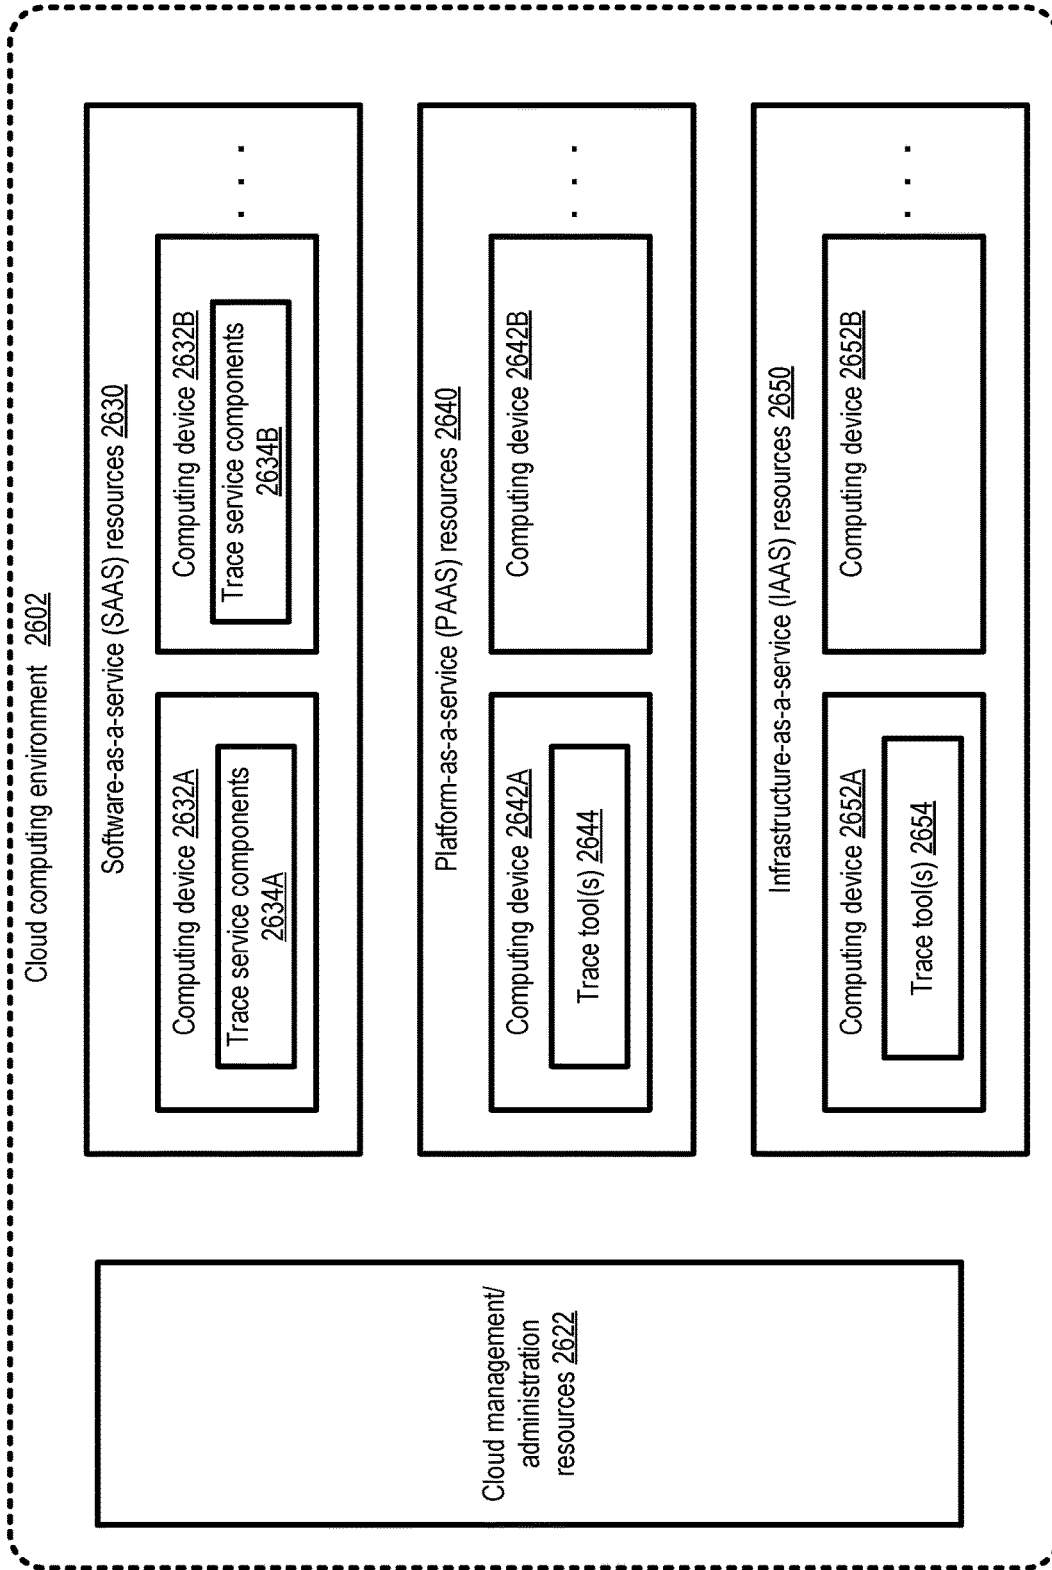 Cloud computing environment 2602
Cloud management/
administration
resources 2622
Software-as-a-service (SAAS) resources 2630
Computing device 2632A
Trace service components
2634A
Computing device 2632B
Trace service components
2634B
. . .
Platform-as-a-service (PAAS) resources 2640
Computing device 2642A
Trace tool(s) 2644
Computing device 2642B
. . .
Infrastructure-as-a-service (IAAS) resources 2650
Computing device 2652A
Trace tool(s) 2654
Computing device 2652B
. . .